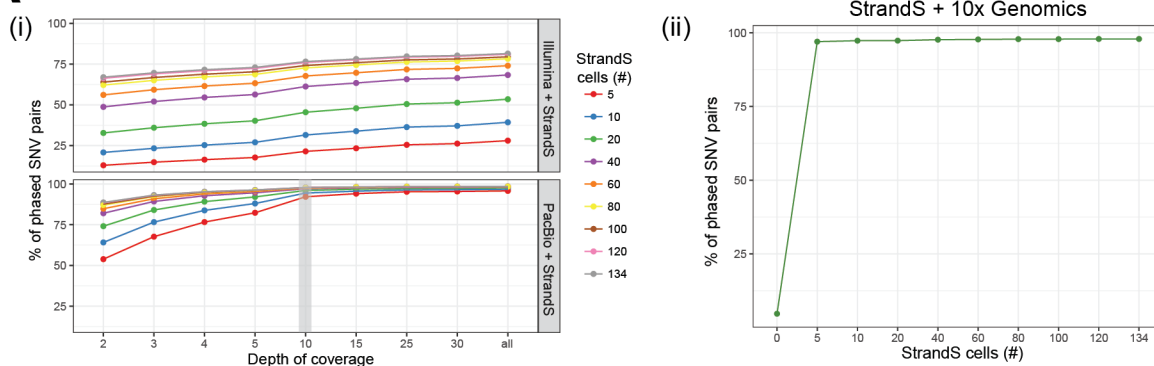 (i)
% of phased SNV pairs
100
75
50
25
Illumina + StrandS
100
75
50
25
PacBio + StrandS
2 3 4 5 10 15 25 30 all
Depth of coverage
StrandS
cells (#)
5
10
20
40
60
80
100
120
134
(ii)
StrandS + 10x Genomics
% of phased SNV pairs
100
75
50
25
0 5 10 20 40 60 80 100 120 134
StrandS cells (#)